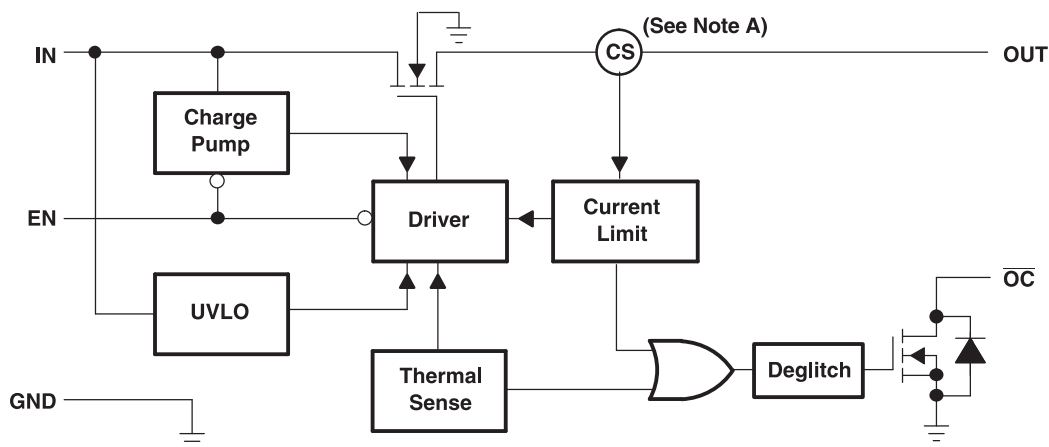 (See Note A)
IN
CS
OUT
Charge
Pump
EN
Driver
Current
Limit
UVLO
OC
Thermal
Sense
Deglitch
GND